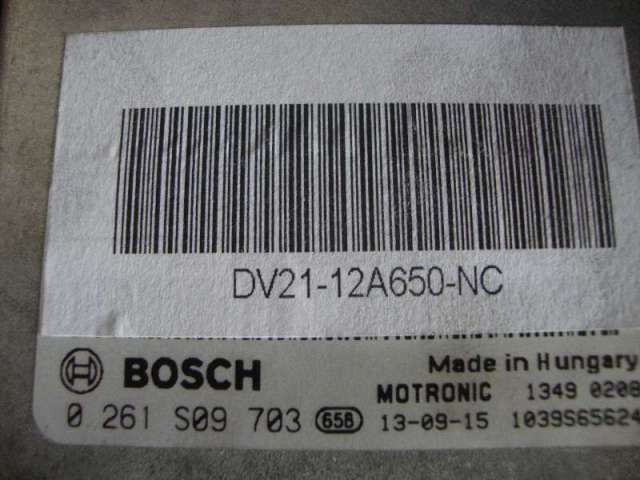 DV21-12A650-NC
BOSCH Made in Hungary
MOTRONIC 1349 0208
0 261 S09 703 658 13-09-15 1039S65624